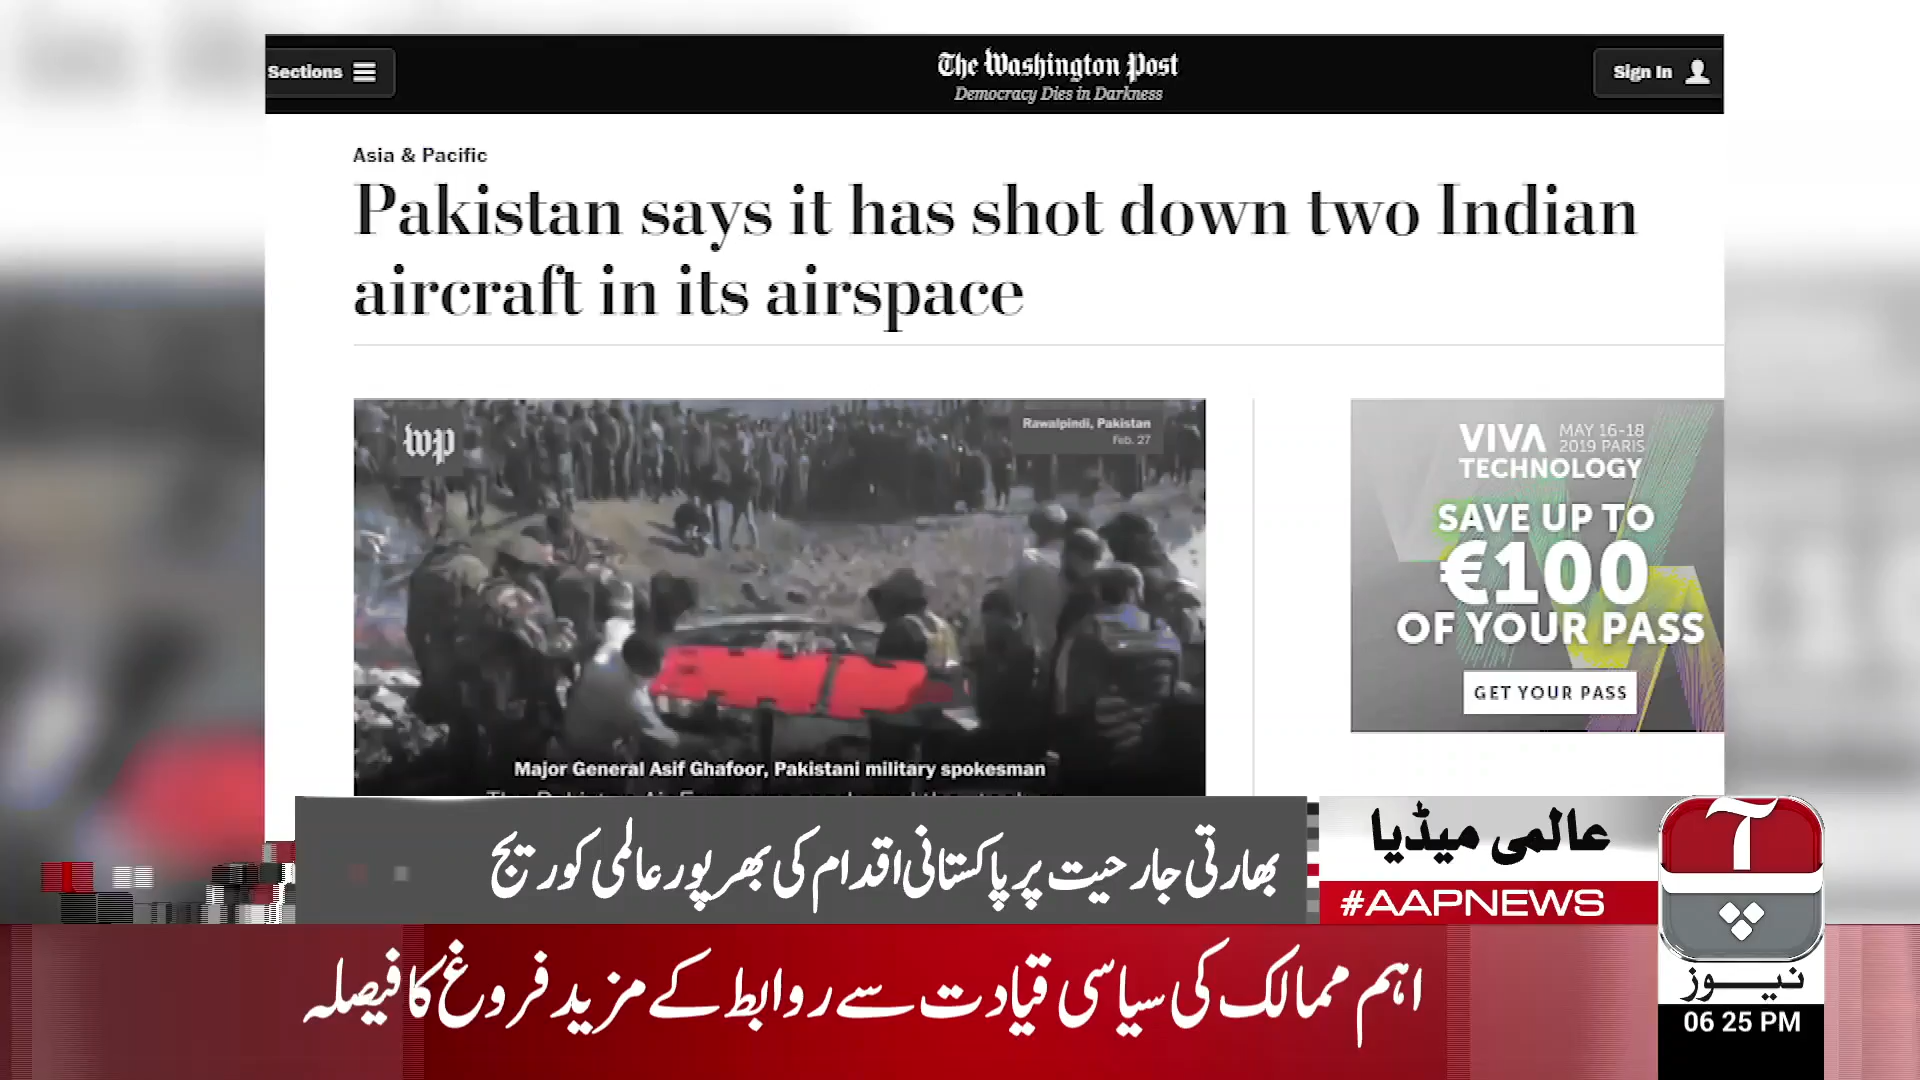 Sections
The Washington Post
Democracy Dies in Darkness
Sign In
Asia & Pacific
Pakistan says it has shot down two Indian
aircraft in its airspace
wp
Rawalpindi, Pakistan
Feb. 27
Major General Asif Ghafoor, Pakistani military spokesman
VIVA
TECHNOLOGY
MAY 16-18
2019 PARIS
SAVE UP TO
€100
OF YOUR PASS
GET YOUR PASS
بھارتی جارحیت پر پاکستانی اقدام کی بھرپور عالمی کوریج
عالمی میڈیا
#AAPNEWS
اہم ممالک کی سیاسی قیادت سے روابط کے مزید فروغ کا فیصلہ
آپ
نیوز
06 25 PM